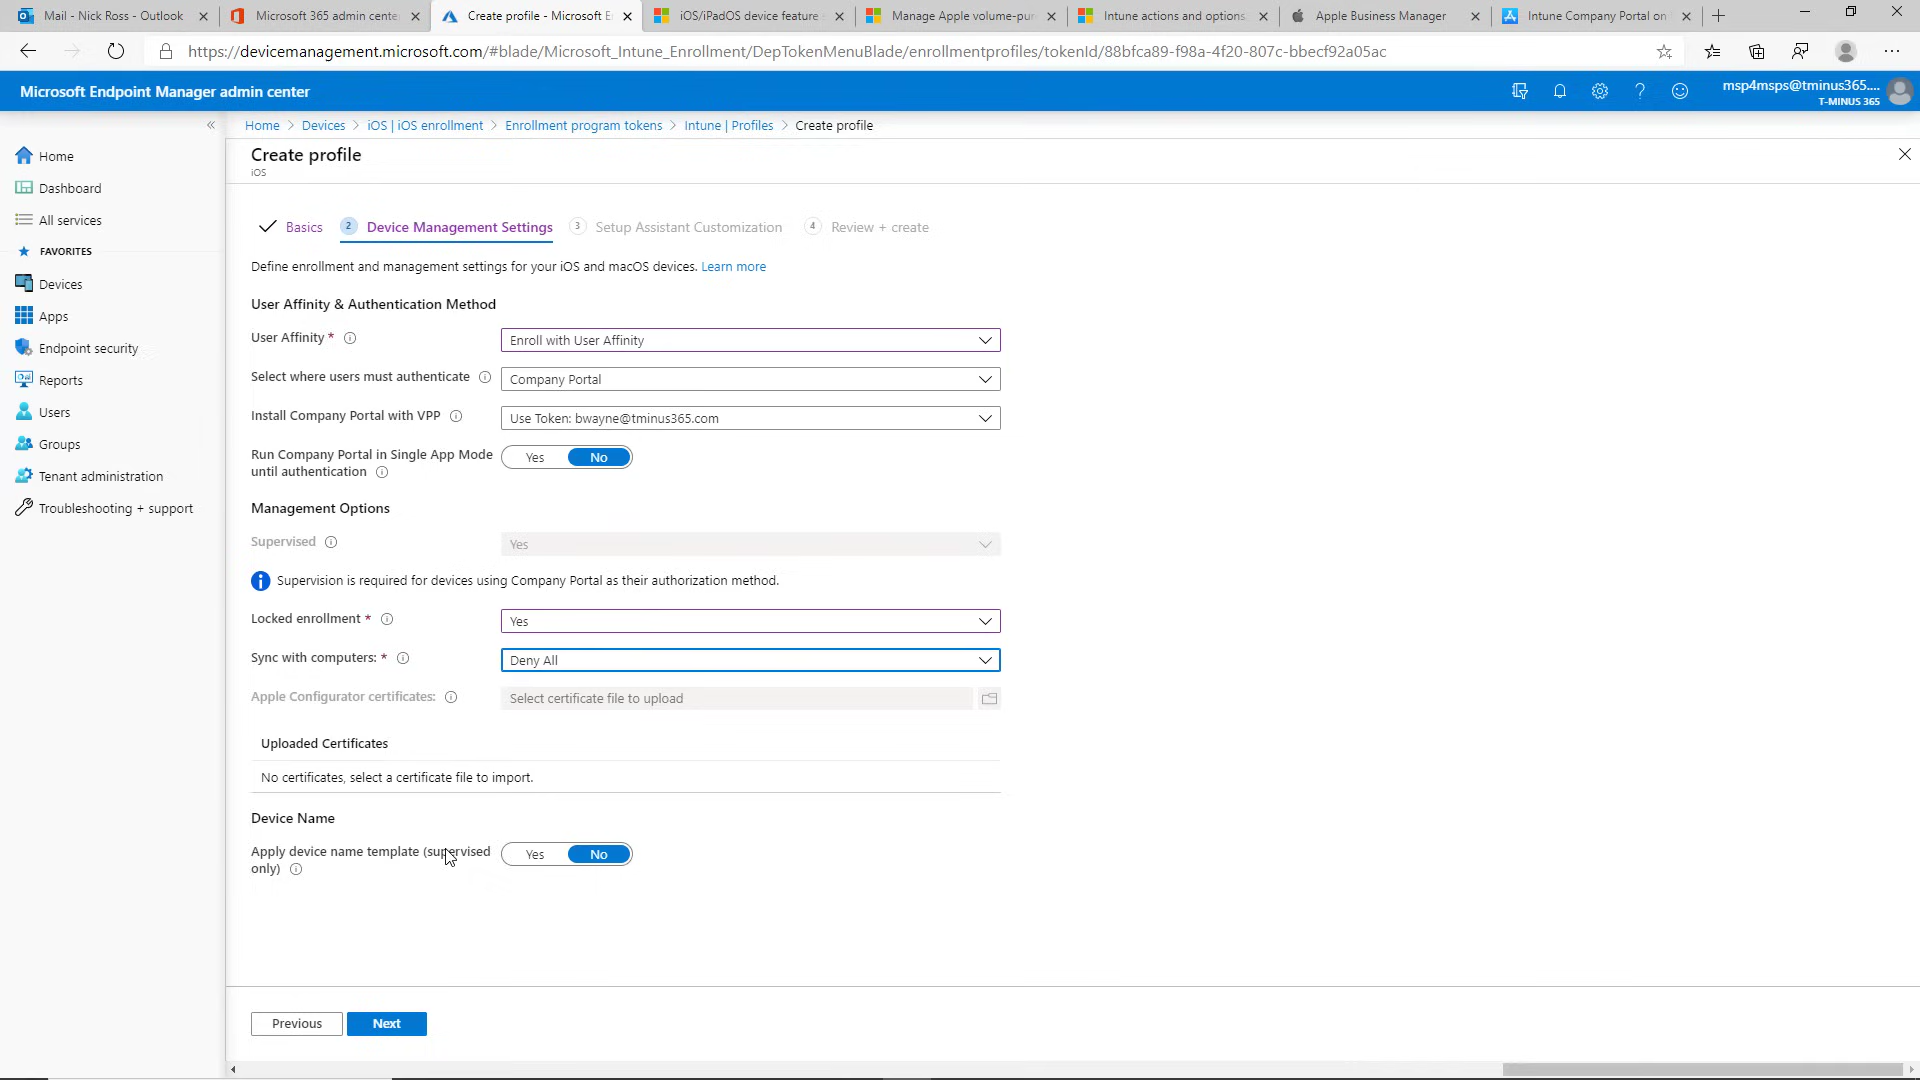 Mail - Nick Ross - Outlook
Microsoft 365 admin center
Create profile - Microsoft E
iOS/iPadOS device feature
Manage Apple volume-pur
Intune actions and options
Apple Business Manager
Intune Company Portal on
https://devicemanagement.microsoft.com/#blade/Microsoft_Intune_Enrollment/DepTokenMenuBlade/enrollmentprofiles/tokenId/88bfca89-f98a-4f20-807c-bbecf92a05ac
Microsoft Endpoint Manager admin center
msp4msps@tminus365....
T-MINUS 365
Home > Devices > iOS | iOS enrollment > Enrollment program tokens > Intune | Profiles > Create profile
Create profile
iOS
Home
Dashboard
All services
FAVORITES
Devices
Apps
Endpoint security
Reports
Users
Groups
Tenant administration
Troubleshooting + support
Basics
2 Device Management Settings
3 Setup Assistant Customization
4 Review + create
Define enrollment and management settings for your iOS and macOS devices. Learn more
User Affinity & Authentication Method
User Affinity *
Enroll with User Affinity
Select where users must authenticate
Company Portal
Install Company Portal with VPP
Use Token: bwayne@tminus365.com
Run Company Portal in Single App Mode
until authentication
Yes No
Management Options
Supervised
Yes
Supervision is required for devices using Company Portal as their authorization method.
Locked enrollment *
Yes
Sync with computers: *
Deny All
Apple Configurator certificates:
Select certificate file to upload
Uploaded Certificates
No certificates, select a certificate file to import.
Device Name
Apply device name template (supervised
only)
Yes No
Previous
Next